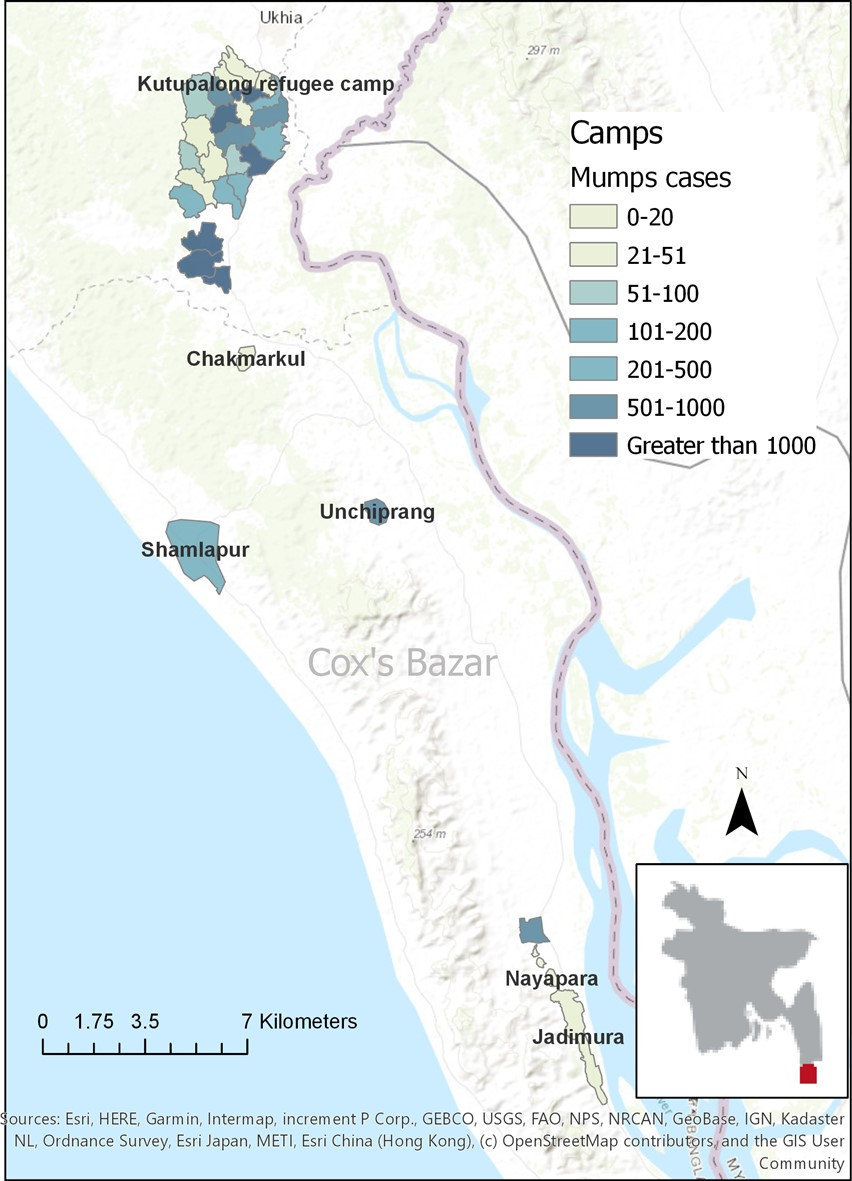 Ukhia
297 m
Kutupalong refugee camp
Camps
Mumps cases
0-20
21-51
51-100
101-200
201-500
501-1000
Greater than 1000
Chakmarkul
Unchiprang
Shamlapur
Cox's Bazar
N
254 m
Nayapara
0 1.75 3.5 7 Kilometers
Jadimura
Sources: Esri, HERE, Garmin, Intermap, increment P Corp., GEBCO, USGS, FAO, NPS, NRCAN, GeoBase, IGN, Kadaster
NL, Ordnance Survey, Esri Japan, METI, Esri China (Hong Kong), (c) OpenStreetMap contributors, and the GIS User
Community
MY